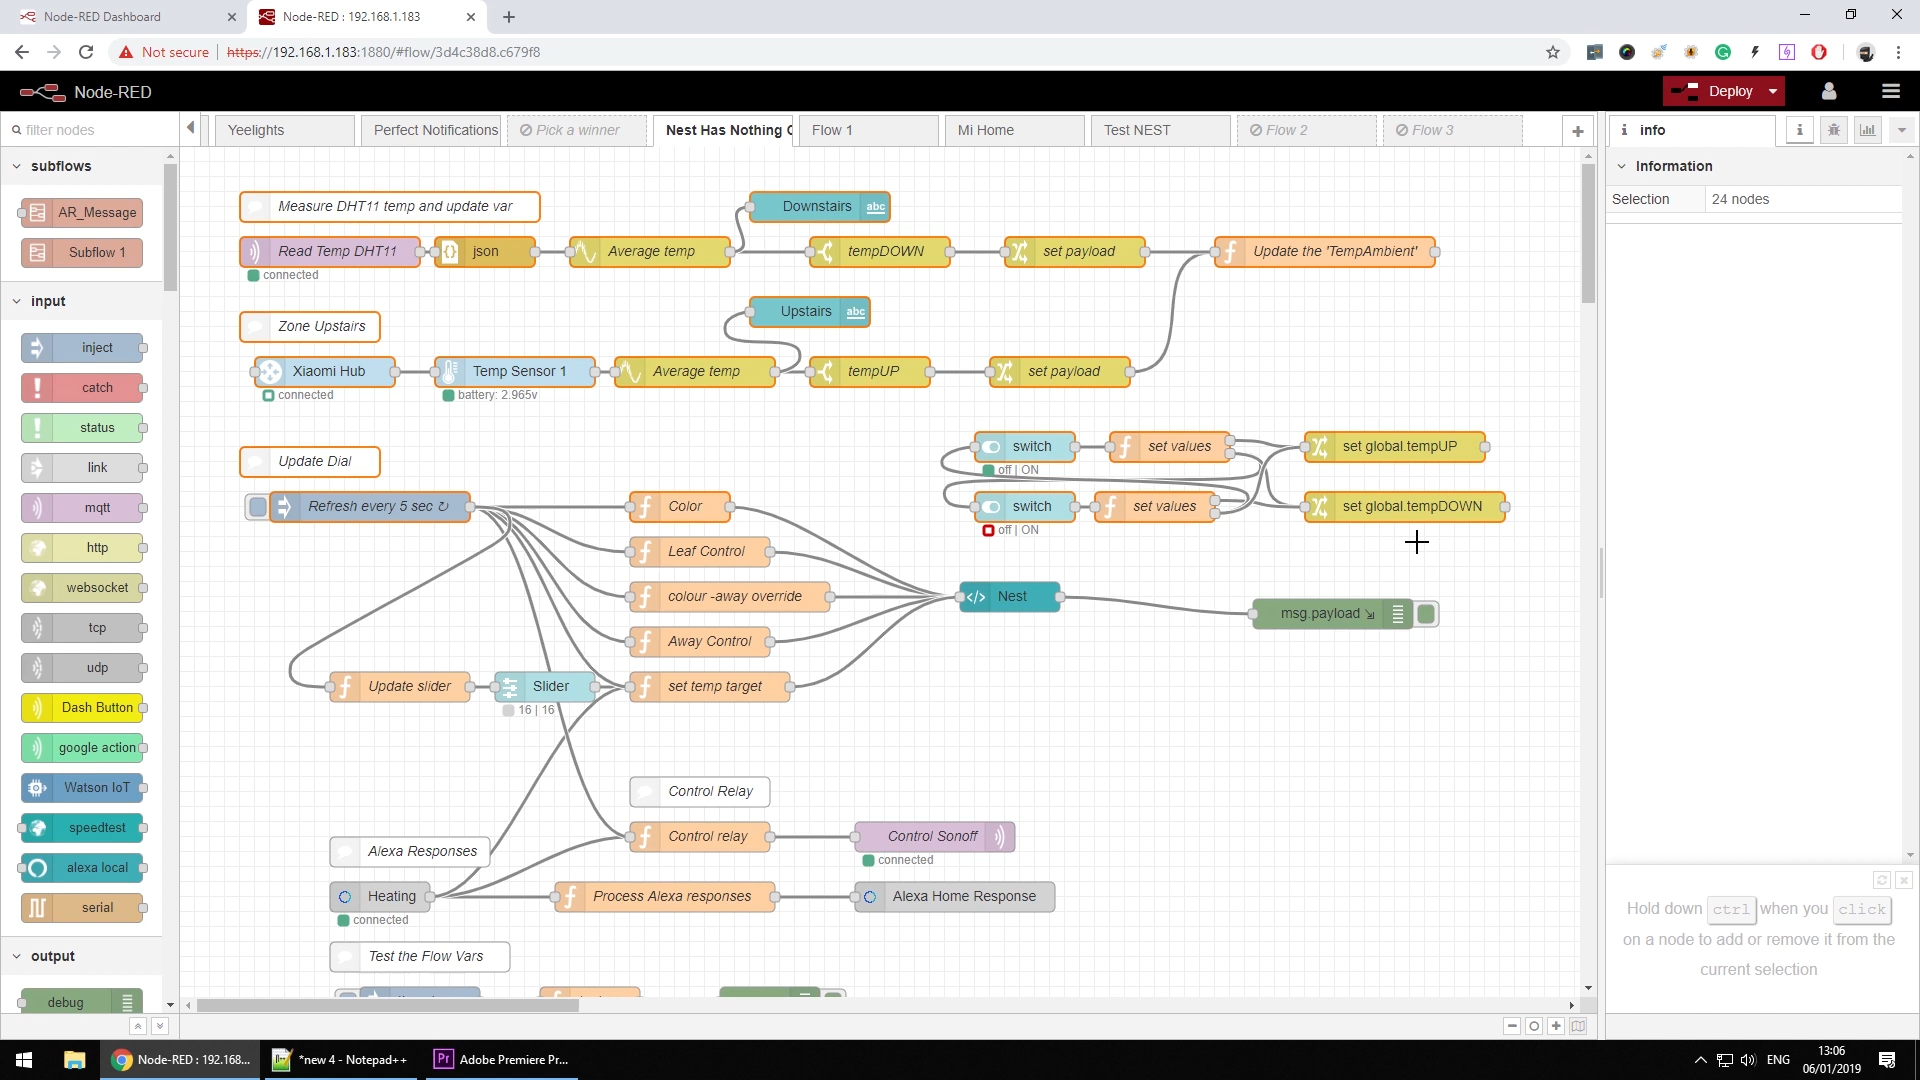 Node-RED Dashboard
Node-RED : 192.168.1.183
Not secure
https://192.168.1.183:1880/#flow/3d4c38d8.c679f8
Node-RED
Deploy
filter nodes
Yeelights
Perfect Notifications
Pick a winner
Nest Has Nothing
Flow 1
Mi Home
Test NEST
Flow 2
Flow 3
info
subflows
AR_Message
Subflow 1
input
inject
catch
status
link
mqtt
http
websocket
tcp
udp
Dash Button
google action
Watson IoT
speedtest
alexa local
serial
output
debug
Measure DHT11 temp and update var
Downstairs abc
Read Temp DHT11
json
Average temp
tempDOWN
set payload
Update the 'TempAmbient'
connected
Upstairs abc
Zone Upstairs
Xiaomi Hub
Temp Sensor 1
Average temp
tempUP
set payload
connected
battery: 2.965v
switch
set values
set global.tempUP
Update Dial
off | ON
Refresh every 5 sec ↻
Color
switch
set values
set global.tempDOWN
off | ON
Leaf Control
colour -away override
Nest
msg.payload
Away Control
Update slider
Slider
set temp target
16 | 16
Control Relay
Control relay
Control Sonoff
Alexa Responses
connected
Heating
Process Alexa responses
Alexa Home Response
connected
Test the Flow Vars
Information
Selection 24 nodes
Hold down ctrl when you click
on a node to add or remove it from the
current selection
Node-RED : 192.168...
*new 4 - Notepad++
Pr Adobe Premiere Pr...
ENG
13:06
06/01/2019